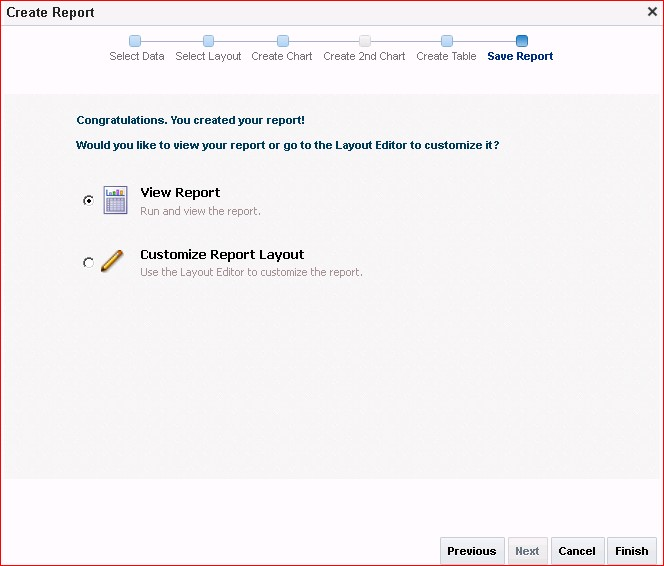 Create Report
Select Data Select Layout Create Chart Create 2nd Chart Create Table Save Report
Congratulations. You created your report!
Would you like to view your report or go to the Layout Editor to customize it?
View Report
Run and view the report.
Customize Report Layout
Use the Layout Editor to customize the report.
Previous Next Cancel Finish